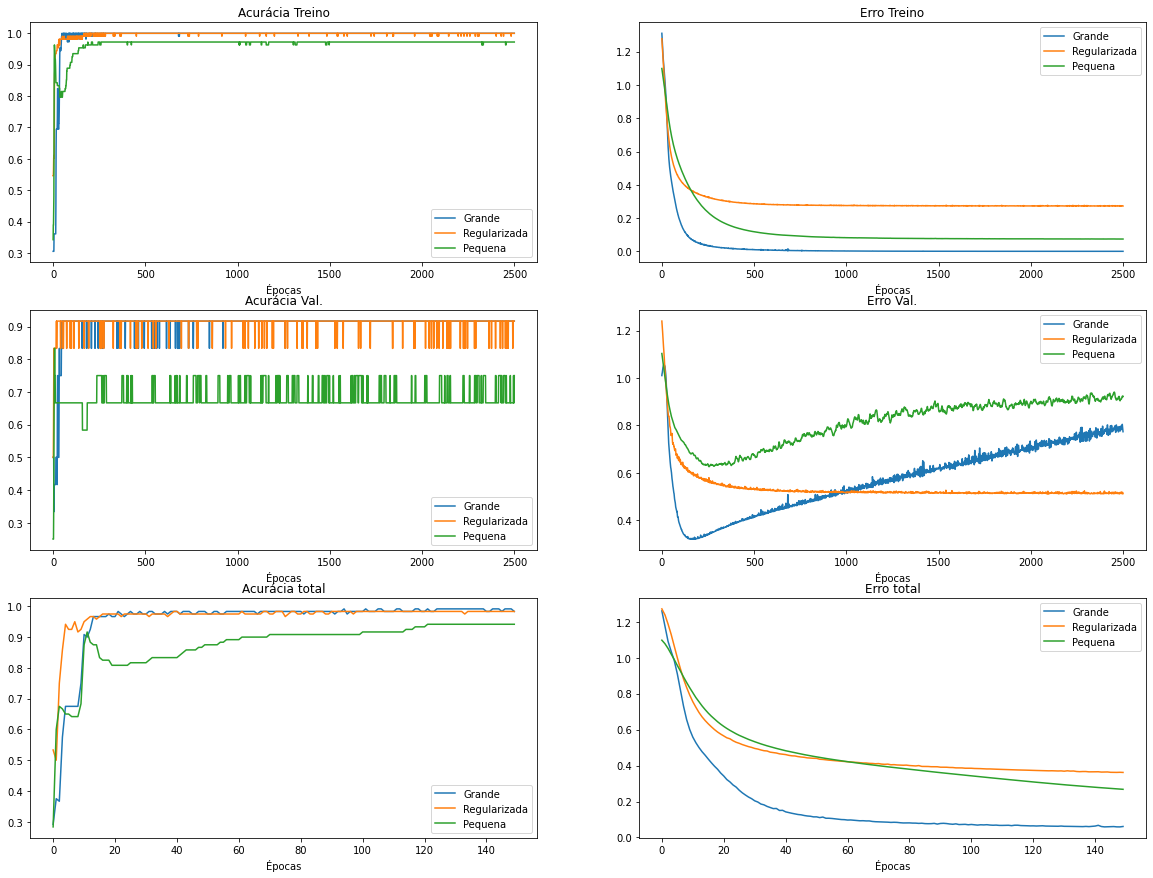 Acurácia Treino
1.0
0.9
0.8
0.7
0.6
0.5
0.4
0.3
Grande
Regularizada
Pequena
0 500 1000 1500 2000 2500
Épocas
Erro Treino
1.2
1.0
0.8
0.6
0.4
0.2
0.0
Grande
Regularizada
Pequena
0 500 1000 1500 2000 2500
Épocas
Acurácia Val.
0.9
0.8
0.7
0.6
0.5
0.4
0.3
Grande
Regularizada
Pequena
0 500 1000 1500 2000 2500
Épocas
Erro Val.
1.2
1.0
0.8
0.6
0.4
Grande
Regularizada
Pequena
0 500 1000 1500 2000 2500
Épocas
Acurácia total
1.0
0.9
0.8
0.7
0.6
0.5
0.4
0.3
Grande
Regularizada
Pequena
0 20 40 60 80 100 120 140
Épocas
Erro total
1.2
1.0
0.8
0.6
0.4
0.2
0.0
Grande
Regularizada
Pequena
0 20 40 60 80 100 120 140
Épocas